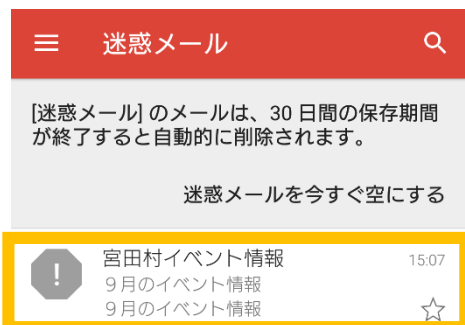 迷惑メール
[迷惑メール] のメールは、30 日間の保存期間
が終了すると自動的に削除されます。
迷惑メールを今すぐ空にする
宮田村イベント情報 15:07
９月のイベント情報
９月のイベント情報